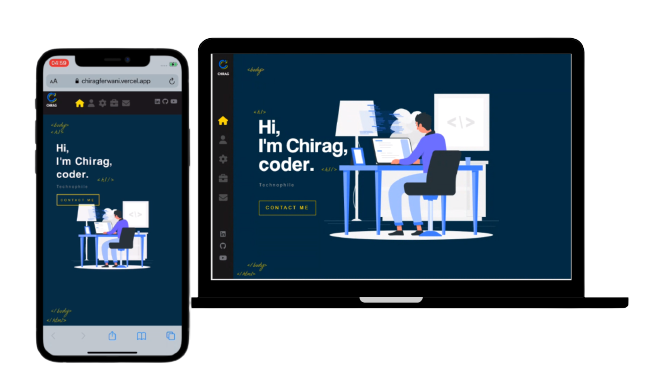 04:59
AA
chiragferwani.vercel.app
CHIRAG
<body>
<h1>
Hi,
I'm Chirag,
coder.
<h1/>
Technophile
CONTACT ME
<\>
</body>
</html>
CHIRAG
<body>
<h1>
Hi,
I'm Chirag,
coder.
<h1/>
Technophile
CONTACT ME
<\>
</body>
</html>